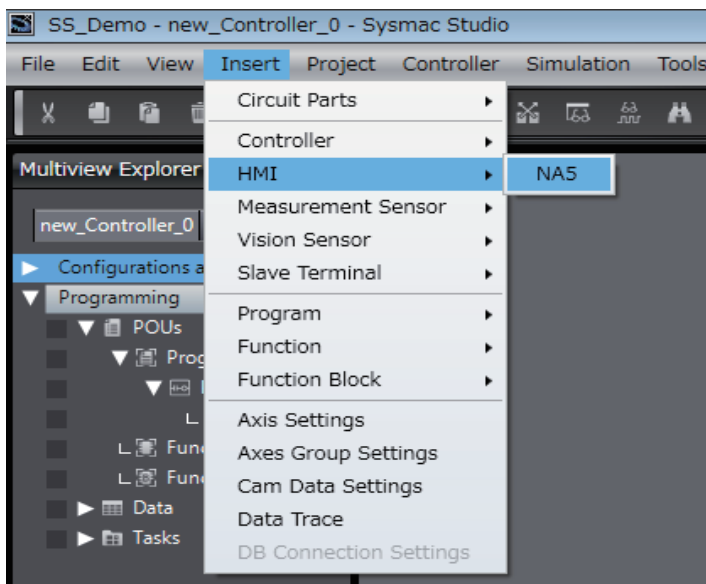 SS_Demo - new_Controller_0 - Sysmac Studio
File Edit View Insert Project Controller Simulation Tools
Circuit Parts
Controller
Multiview Explorer
HMI
NA5
Measurement Sensor
new_Controller_0
Vision Sensor
Configurations a
Slave Terminal
Programming
Program
POUs
Function
Prog
Function Block
Axis Settings
Func
Axes Group Settings
Func
Cam Data Settings
Data
Data Trace
Tasks
DB Connection Settings